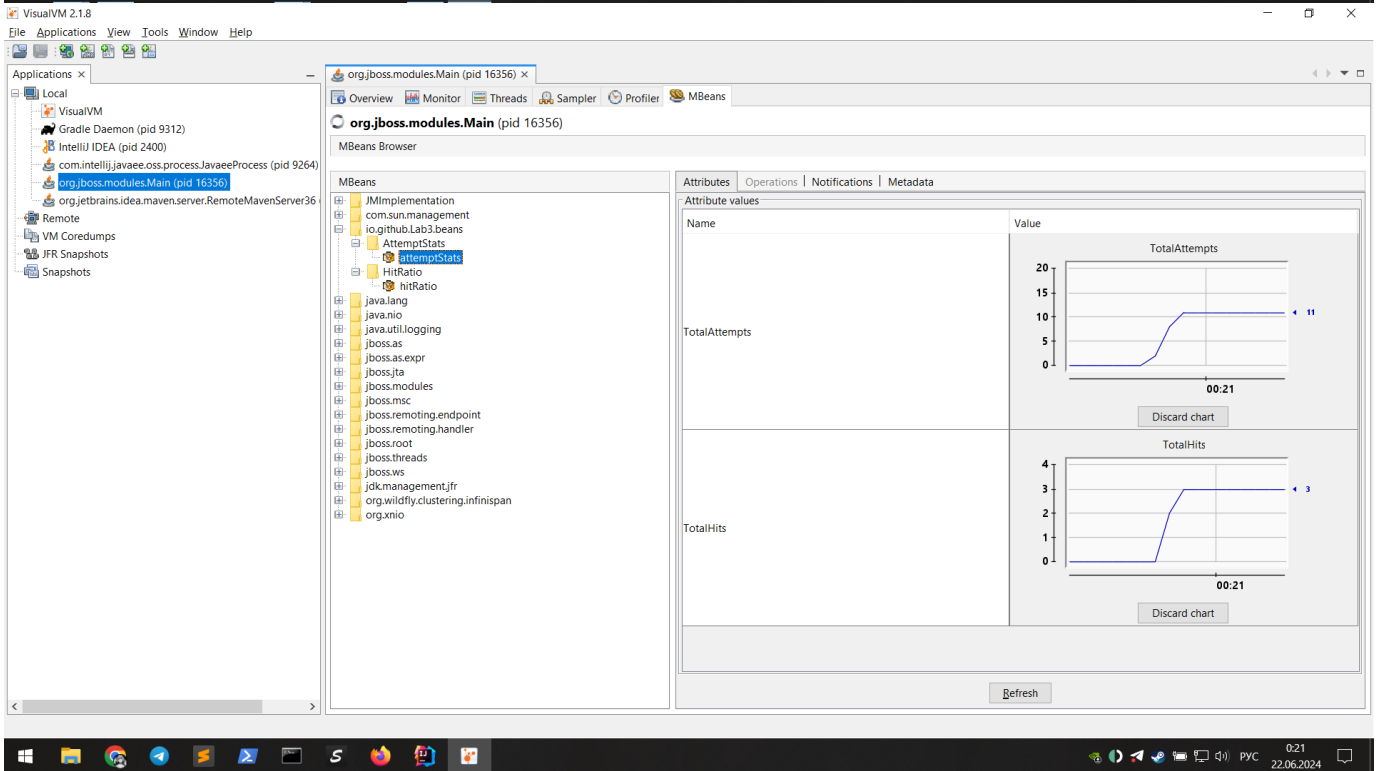 VisualVM 2.1.8
File Applications View Tools Window Help
Applications
Local
VisualVM
Gradle Daemon (pid 9312)
IntelliJ IDEA (pid 2400)
com.intellij.javaee.oss.process.JavaeeProcess (pid 9264)
org.jboss.modules.Main (pid 16356)
org.jetbrains.idea.maven.server.RemoteMavenServer36
Remote
VM Coredumps
JFR Snapshots
Snapshots
org.jboss.modules.Main (pid 16356)
Overview Monitor Threads Sampler Profiler MBeans
org.jboss.modules.Main (pid 16356)
MBeans Browser
MBeans
JMImplementation
com.sun.management
io.github.Lab3.beans
AttemptStats
attemptStats
HitRatio
hitRatio
java.lang
java.nio
java.util.logging
jboss.as
jboss.as.expr
jboss.jta
jboss.modules
jboss.msc
jboss.remoting.endpoint
jboss.remoting.handler
jboss.root
jboss.threads
jboss.ws
jdk.management.jfr
org.wildfly.clustering.infinispan
org.xnio
Attributes Operations Notifications Metadata
Attribute values
Name Value
TotalAttempts
TotalAttempts
20
15
10
5
0
11
00:21
Discard chart
TotalHits
TotalHits
4
3
2
1
0
3
00:21
Discard chart
Refresh
РУС
0:21
22.06.2024